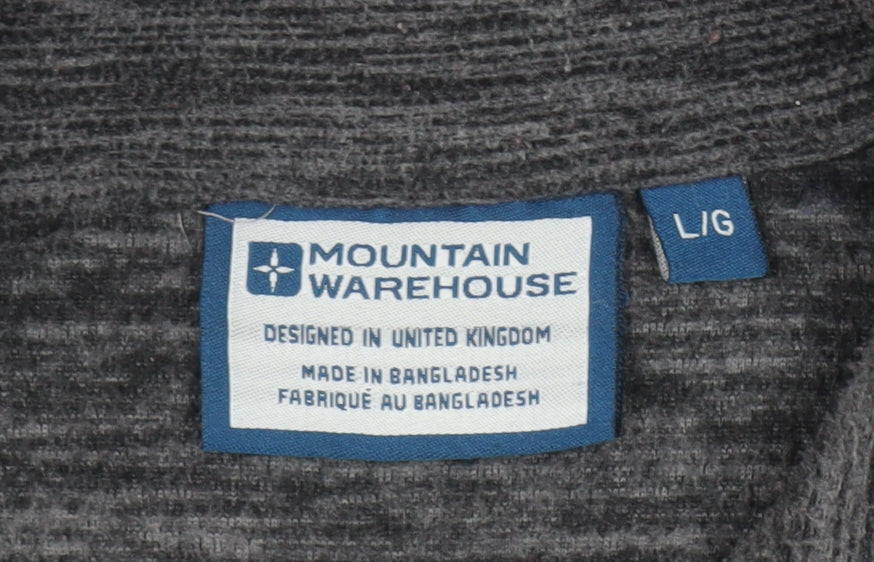 MOUNTAIN
WAREHOUSE
DESIGNED IN UNITED KINGDOM
MADE IN BANGLADESH
FABRIQUÉ AU BANGLADESH
L/G